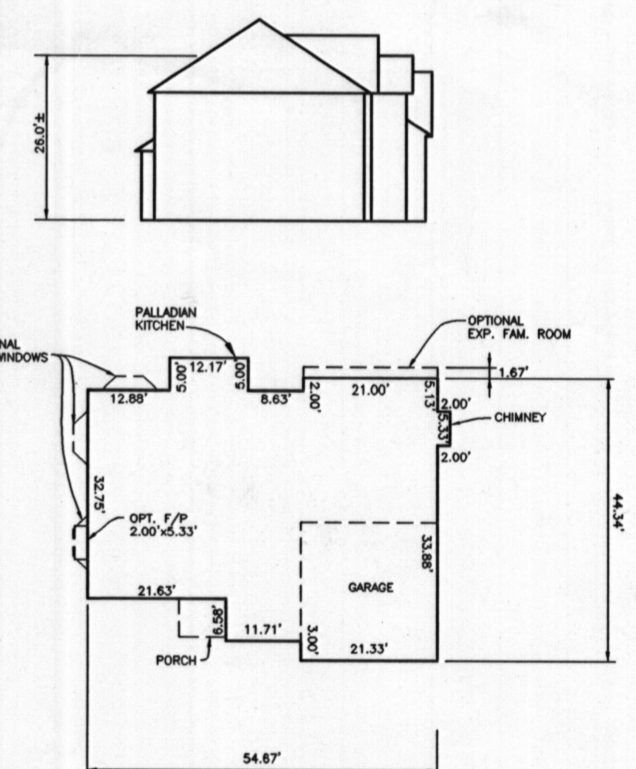 26.0'±
PALLADIAN
KITCHEN
OPTIONAL
EXP. FAM. ROOM
NAL
WINDOWS
12.17'
5.00'
5.00'
1.67'
12.88'
8.63'
2.00'
21.00'
5.13'
2.00'
5.33'
CHIMNEY
2.00'
32.75'
44.34'
OPT. F/P
2.00'x5.33'
33.88'
GARAGE
21.63'
6.58'
11.71'
3.00'
21.33'
PORCH
54.67'